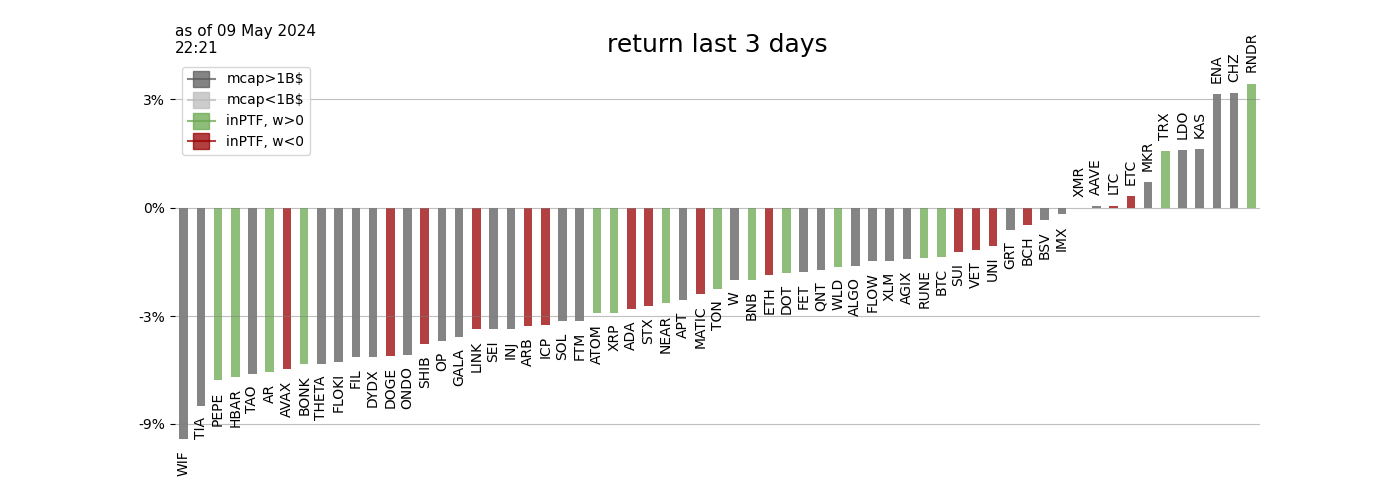 as of 09 May 2024
22:21
return last 3 days
mcap>1B$
mcap<1B$
inPTF, w>0
inPTF, w<0
3%
0%
-3%
-9%
WIF
TIA
PEPE
HBAR
TAO
AR
AVAX
BONK
THETA
FLOKI
FIL
DYDX
DOGE
ONDO
SHIB
OP
GALA
LINK
SEI
INJ
ARB
ICP
SOL
FTM
ATOM
XRP
ADA
STX
NEAR
APT
MATIC
TON
W
BNB
ETH
DOT
FET
QNT
WLD
ALGO
FLOW
XLM
AGIX
RUNE
BTC
SUI
VET
UNI
GRT
BCH
BSV
IMX
XMR
AAVE
LTC
ETC
MKR
TRX
LDO
KAS
ENA
CHZ
RNDR